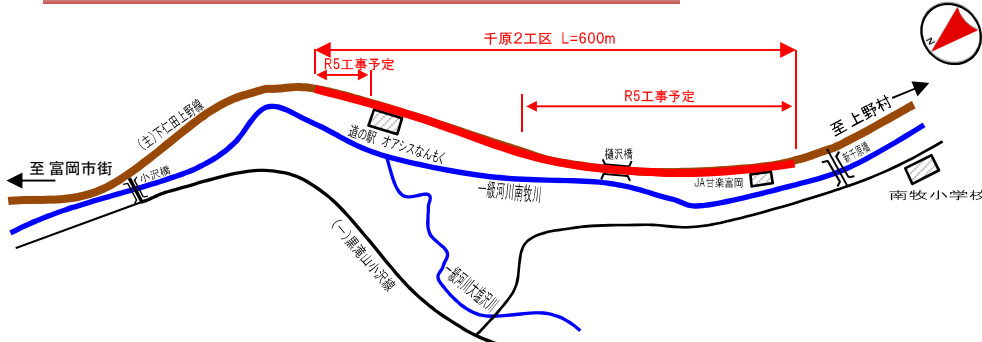 千原2工区 L=600m
R5工事予定
R5工事予定
N
至 上野村
(主)下仁田上野線
道の駅 オアシスなんもく
樋沢橋
新千原橋
至 富岡市街
小沢橋
一級河川南牧川
JA甘楽富岡
南牧小学校
(一)黒滝山小沢線
一級河川大塩沢川